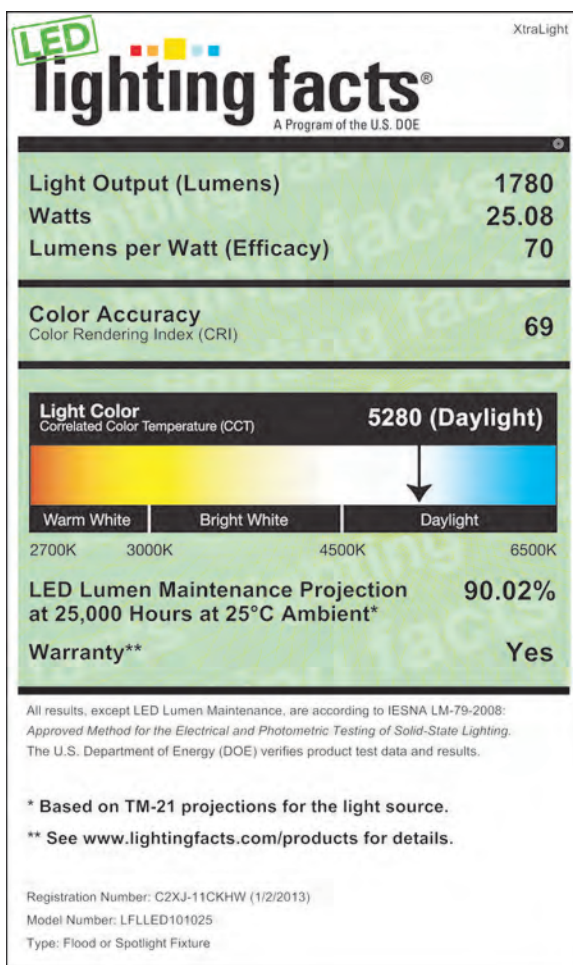 XtraLight
LED
lighting facts®
A Program of the U.S. DOE
Light Output (Lumens) 1780
Watts 25.08
Lumens per Watt (Efficacy) 70
Color Accuracy
Color Rendering Index (CRI) 69
Light Color
Correlated Color Temperature (CCT) 5280 (Daylight)
Warm White Bright White Daylight
2700K 3000K 4500K 6500K
LED Lumen Maintenance Projection
at 25,000 Hours at 25°C Ambient* 90.02%
Warranty** Yes
All results, except LED Lumen Maintenance, are according to IESNA LM-79-2008:
Approved Method for the Electrical and Photometric Testing of Solid-State Lighting.
The U.S. Department of Energy (DOE) verifies product test data and results.
* Based on TM-21 projections for the light source.
** See www.lightingfacts.com/products for details.
Registration Number: C2XJ-11CKHW (1/2/2013)
Model Number: LFLLED101025
Type: Flood or Spotlight Fixture